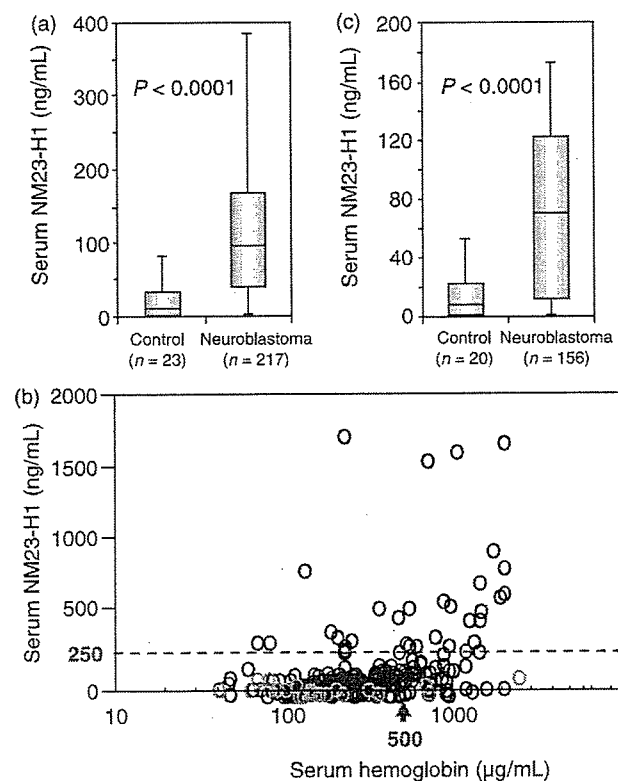 (a)
Serum NM23-H1 (ng/mL)
400
300
200
100
0
P < 0.0001
Control
(n = 23)
Neuroblastoma
(n = 217)
(c)
Serum NM23-H1 (ng/mL)
200
160
120
80
40
0
P < 0.0001
Control
(n = 20)
Neuroblastoma
(n = 156)
(b)
Serum NM23-H1 (ng/mL)
2000
1500
1000
500
250
0
10
100
500
1000
Serum hemoglobin (µg/mL)